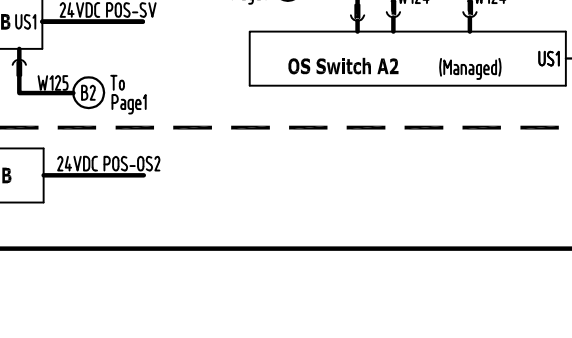 24VDC POS-SV
B US1
W125
B2
To
Page1
W124
W124
OS Switch A2 (Managed) US1
B
24VDC POS-OS2